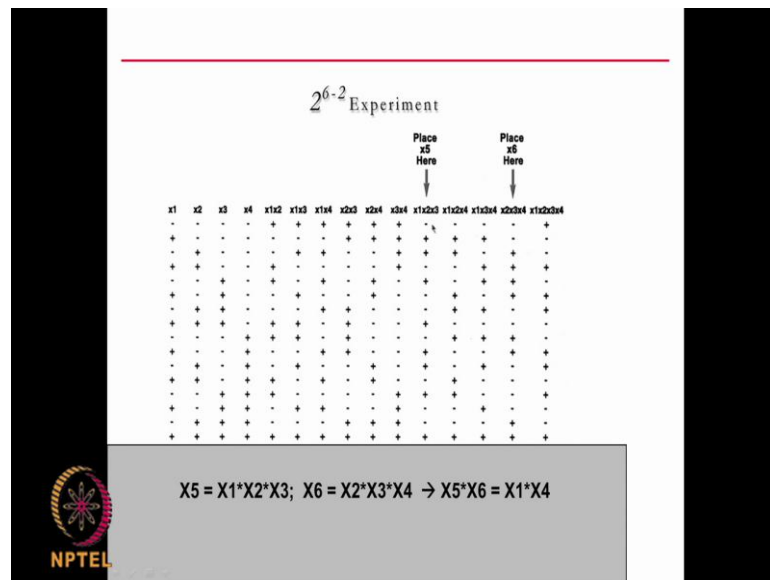 2^6-2 Experiment
Place x5 Here
Place x6 Here
x1 x2 x3 x4 x1x2 x1x3 x1x4 x2x3 x2x4 x3x4 x1x2x3 x1x2x4 x1x3x4 x2x3x4 x1x2x3x4
- - - - + + + + + + - - - - +
+ - - - - - - + + + + + + - -
- + - - - + + - - + + + - + -
+ + - - + - - - - + - - + + +
- - + - + - + - + - + - + + -
+ - + - - + - - + - - + - + +
- + + - - - + + - - - + + - +
+ + + - + + - + - - + - - - -
- - - + + + - + - - - + + + -
+ - - + - - + + - - + - - + +
- + - + - + - - + - + - + - +
+ + - + + - + - + - - + - - -
- - + + + - - - - + + + - - +
+ - + + - + + - - + - - + - -
- + + + - - - + + + - - - + -
+ + + + + + + + + + + + + + +
X5 = X1*X2*X3; X6 = X2*X3*X4 → X5*X6 = X1*X4
NPTEL